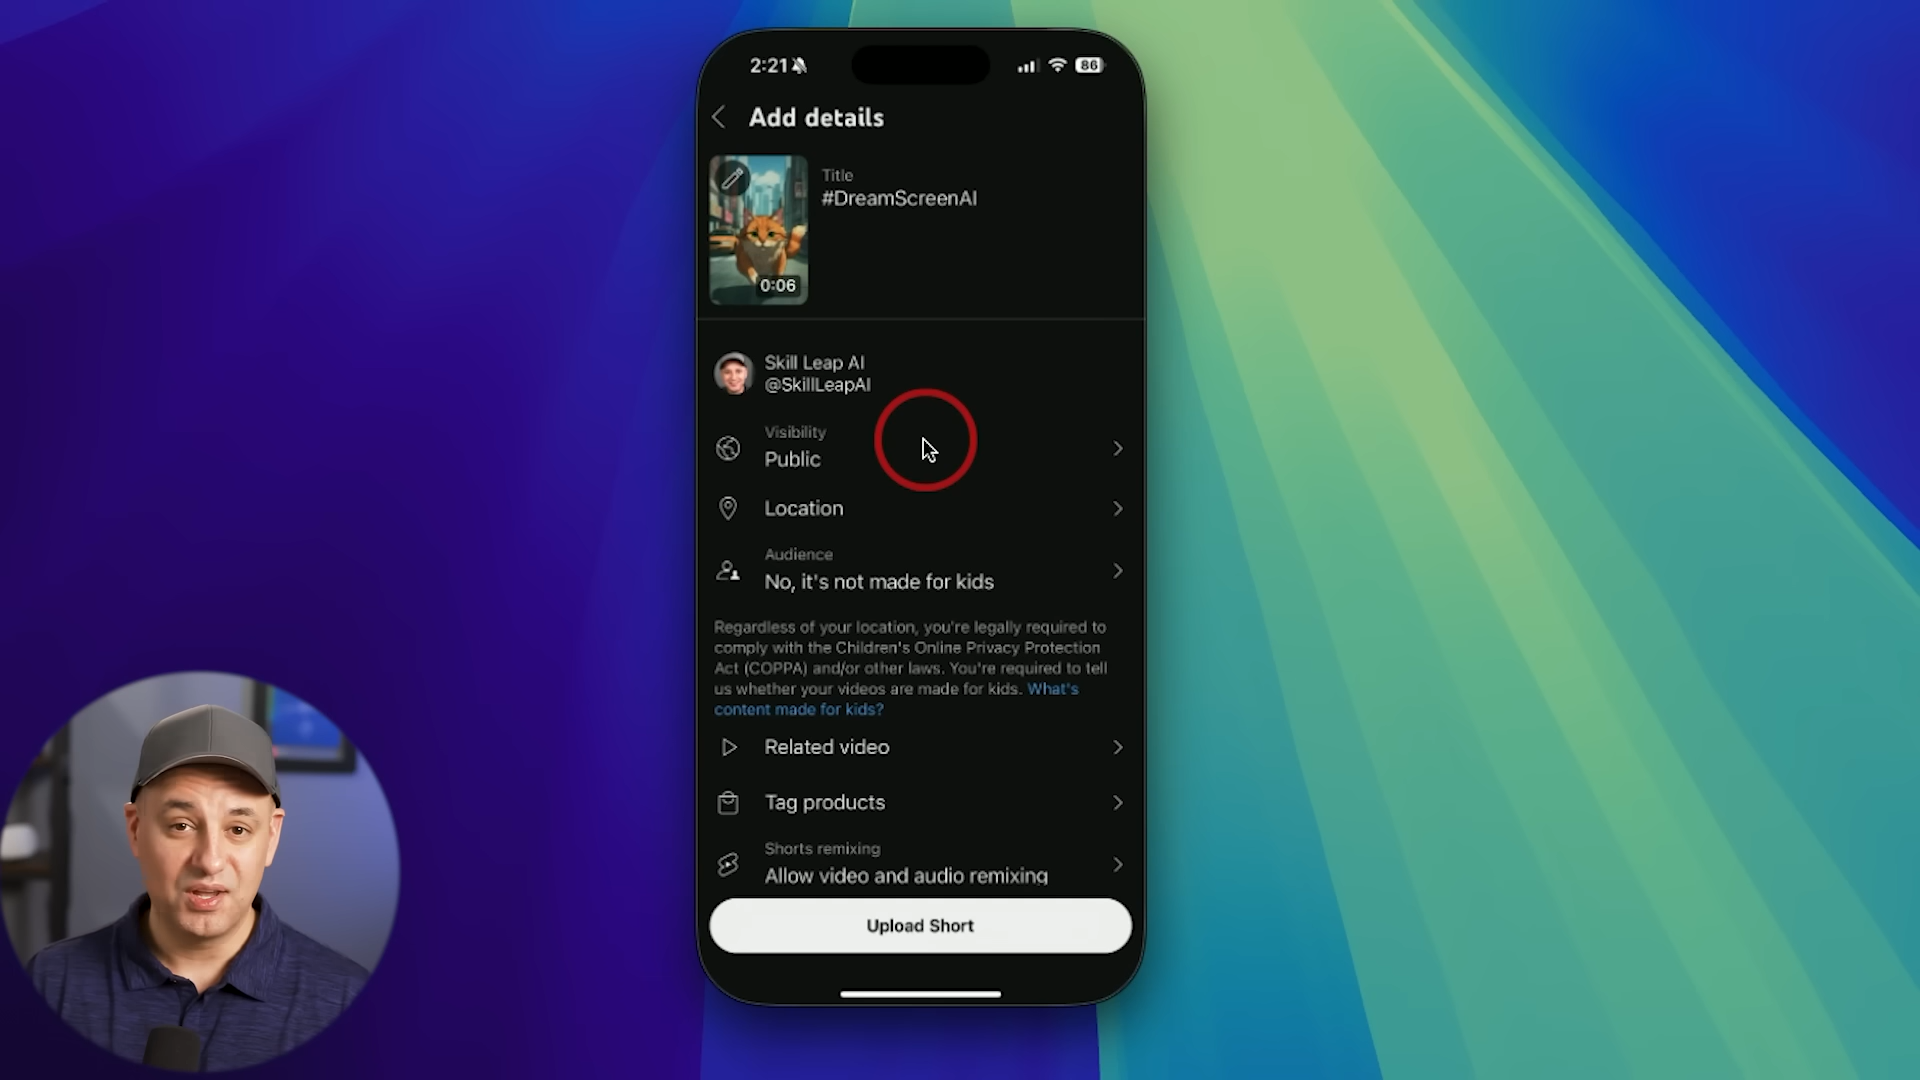 2:21
86
Add details
Title
#DreamScreenAI
0:06
Skill Leap AI
@SkillLeapAI
Visibility
Public
Location
Audience
No, it's not made for kids
Regardless of your location, you're legally required to
comply with the Children's Online Privacy Protection
Act (COPPA) and/or other laws. You're required to tell
us whether your videos are made for kids. What's
content made for kids?
Related video
Tag products
Shorts remixing
Allow video and audio remixing
Upload Short